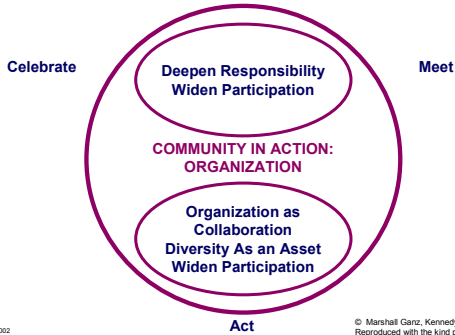 Celebrate
Meet
Deepen Responsibility
Widen Participation
COMMUNITY IN ACTION:
ORGANIZATION
Organization as
Collaboration
Diversity As an Asset
Widen Participation
Act
002
© Marshall Ganz, Kennedy
Reproduced with the kind p